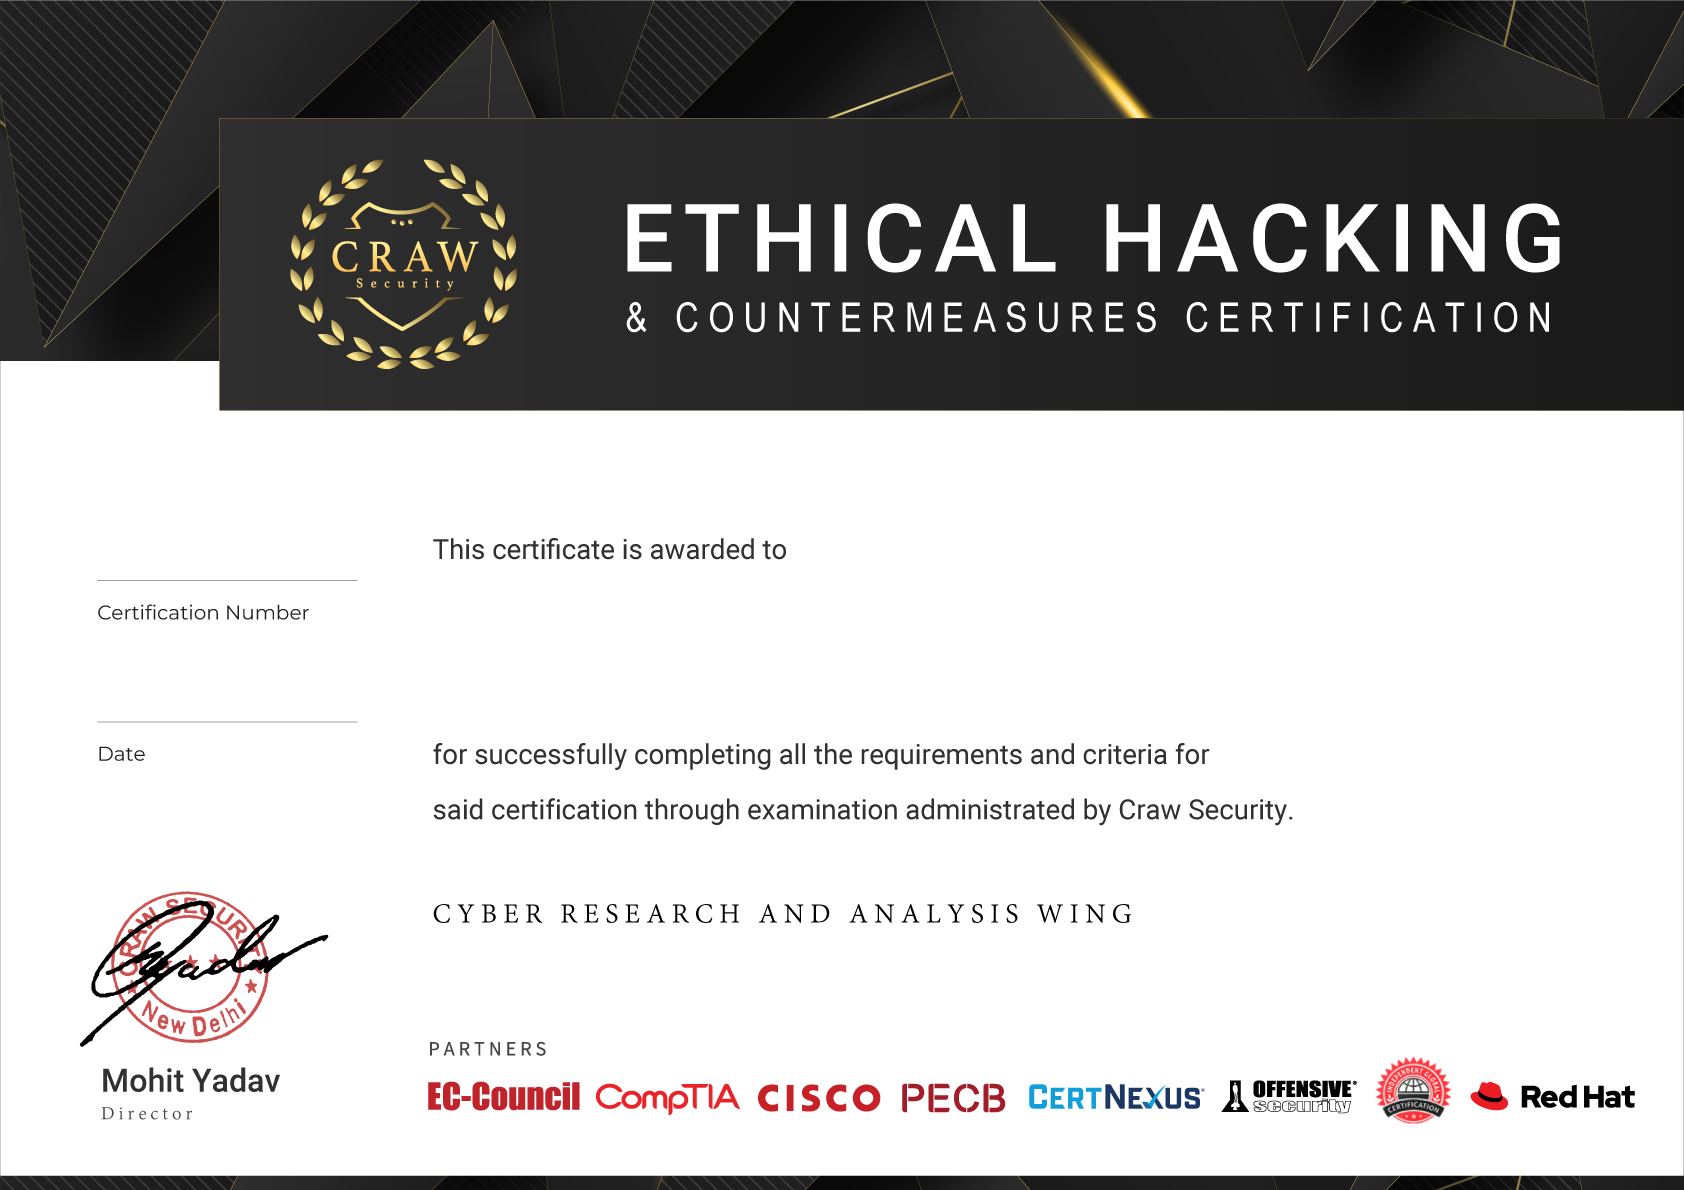 CRAW
Security
ETHICAL HACKING
& COUNTERMEASURES CERTIFICATION
This certificate is awarded to
Certification Number
Date
for successfully completing all the requirements and criteria for
said certification through examination administrated by Craw Security.
CYBER RESEARCH AND ANALYSIS WING
CRAW SECURITY
New Delhi
Mohit Yadav
Director
PARTNERS
EC-Council CompTIA CISCO PECB CERTNEXUS OFFENSIVE security INDEPENDENT GLOBAL CERTIFICATION Red Hat